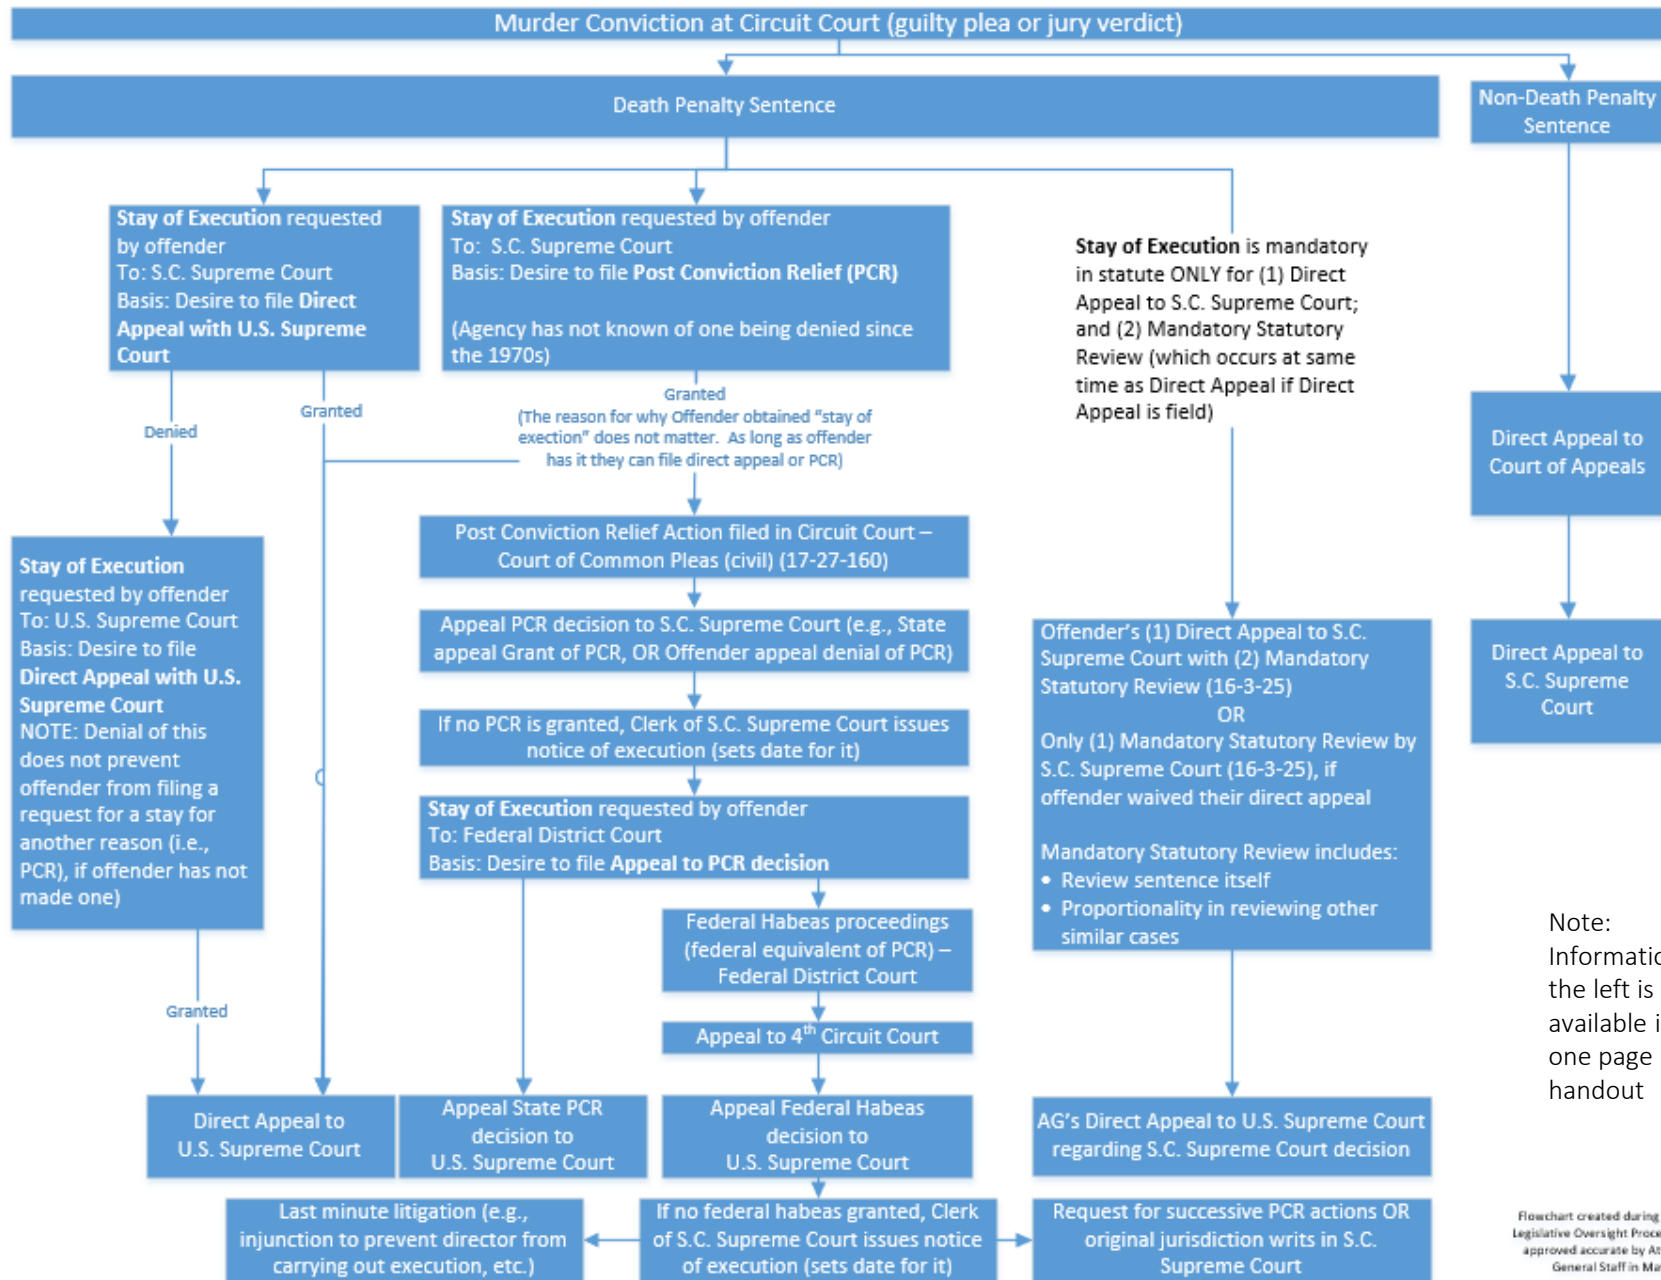 Murder Conviction at Circuit Court (guilty plea or jury verdict)
Death Penalty Sentence
Non-Death Penalty
Sentence
Stay of Execution requested
by offender
To: S.C. Supreme Court
Basis: Desire to file Direct
Appeal with U.S. Supreme
Court
Stay of Execution requested by offender
To: S.C. Supreme Court
Basis: Desire to file Post Conviction Relief (PCR)
(Agency has not known of one being denied since
the 1970s)
Stay of Execution is mandatory
in statute ONLY for (1) Direct
Appeal to S.C. Supreme Court;
and (2) Mandatory Statutory
Review (which occurs at same
time as Direct Appeal if Direct
Appeal is field)
Denied
Granted
Granted
(The reason for why Offender obtained “stay of
exection” does not matter. As long as offender
has it they can file direct appeal or PCR)
Direct Appeal to
Court of Appeals
Post Conviction Relief Action filed in Circuit Court –
Court of Common Pleas (civil) (17-27-160)
Stay of Execution
requested by offender
To: U.S. Supreme Court
Basis: Desire to file
Direct Appeal with U.S.
Supreme Court
NOTE: Denial of this
does not prevent
offender from filing a
request for a stay for
another reason (i.e.,
PCR), if offender has not
made one)
Appeal PCR decision to S.C. Supreme Court (e.g., State
appeal Grant of PCR, OR Offender appeal denial of PCR)
If no PCR is granted, Clerk of S.C. Supreme Court issues
notice of execution (sets date for it)
Stay of Execution requested by offender
To: Federal District Court
Basis: Desire to file Appeal to PCR decision
Offender’s (1) Direct Appeal to S.C.
Supreme Court with (2) Mandatory
Statutory Review (16-3-25)
OR
Only (1) Mandatory Statutory Review by
S.C. Supreme Court (16-3-25), if
offender waived their direct appeal
Mandatory Statutory Review includes:
• Review sentence itself
• Proportionality in reviewing other
similar cases
Direct Appeal to
S.C. Supreme
Court
Federal Habeas proceedings
(federal equivalent of PCR) –
Federal District Court
Appeal to 4th Circuit Court
Granted
Note:
the left is
one page
handout
Direct Appeal to
U.S. Supreme Court
Appeal State PCR
decision to
U.S. Supreme Court
Appeal Federal Habeas
decision to
U.S. Supreme Court
AG’s Direct Appeal to U.S. Supreme Court
regarding S.C. Supreme Court decision
Last minute litigation (e.g.,
injunction to prevent director from
carrying out execution, etc.)
If no federal habeas granted, Clerk
of S.C. Supreme Court issues notice
of execution (sets date for it)
Request for successive PCR actions OR
original jurisdiction writs in S.C.
Supreme Court
Flowchart created during
Legislative Oversight
approved accurate by
General Staff in